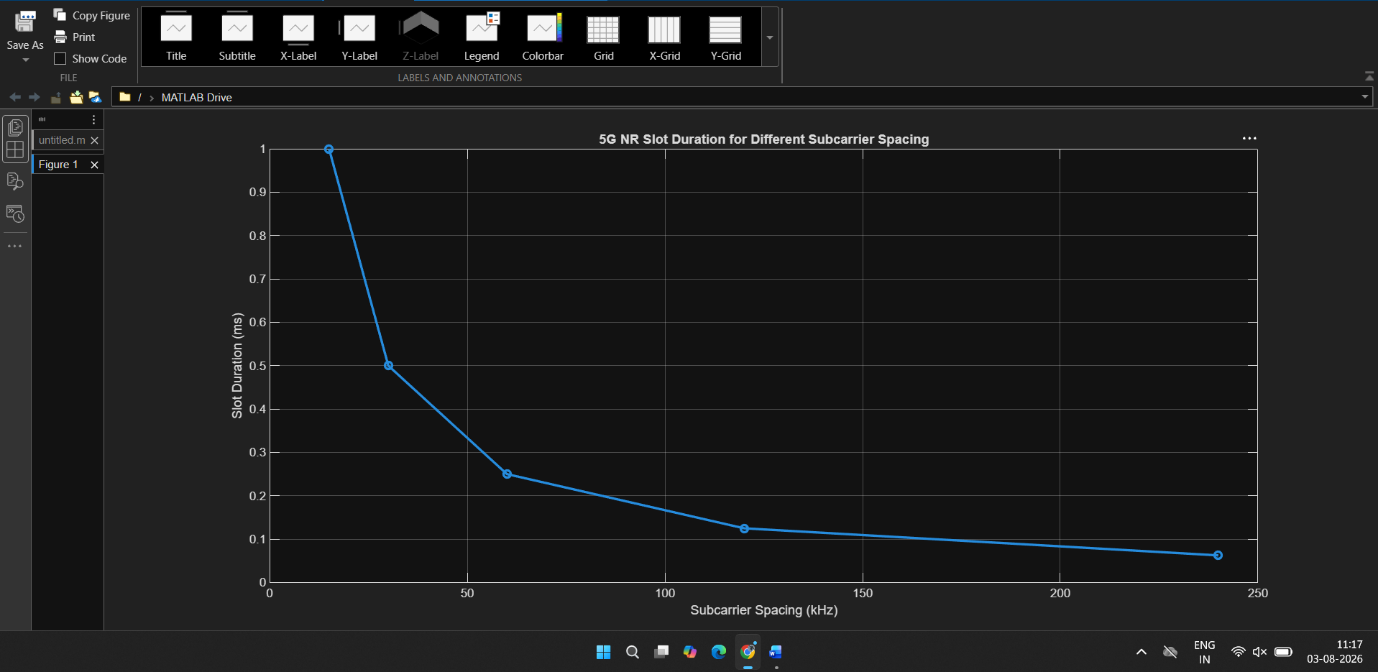 Save As
Copy Figure
Print
Show Code
FILE
Title Subtitle X-Label Y-Label Z-Label Legend Colorbar Grid X-Grid Y-Grid
LABELS AND ANNOTATIONS
/ › MATLAB Drive
untitled.m
Figure 1
5G NR Slot Duration for Different Subcarrier Spacing
1
0.9
0.8
0.7
0.6
0.5
0.4
0.3
0.2
0.1
0
Slot Duration (ms)
0 50 100 150 200 250
Subcarrier Spacing (kHz)
ENG
IN
11:17
03-08-2026